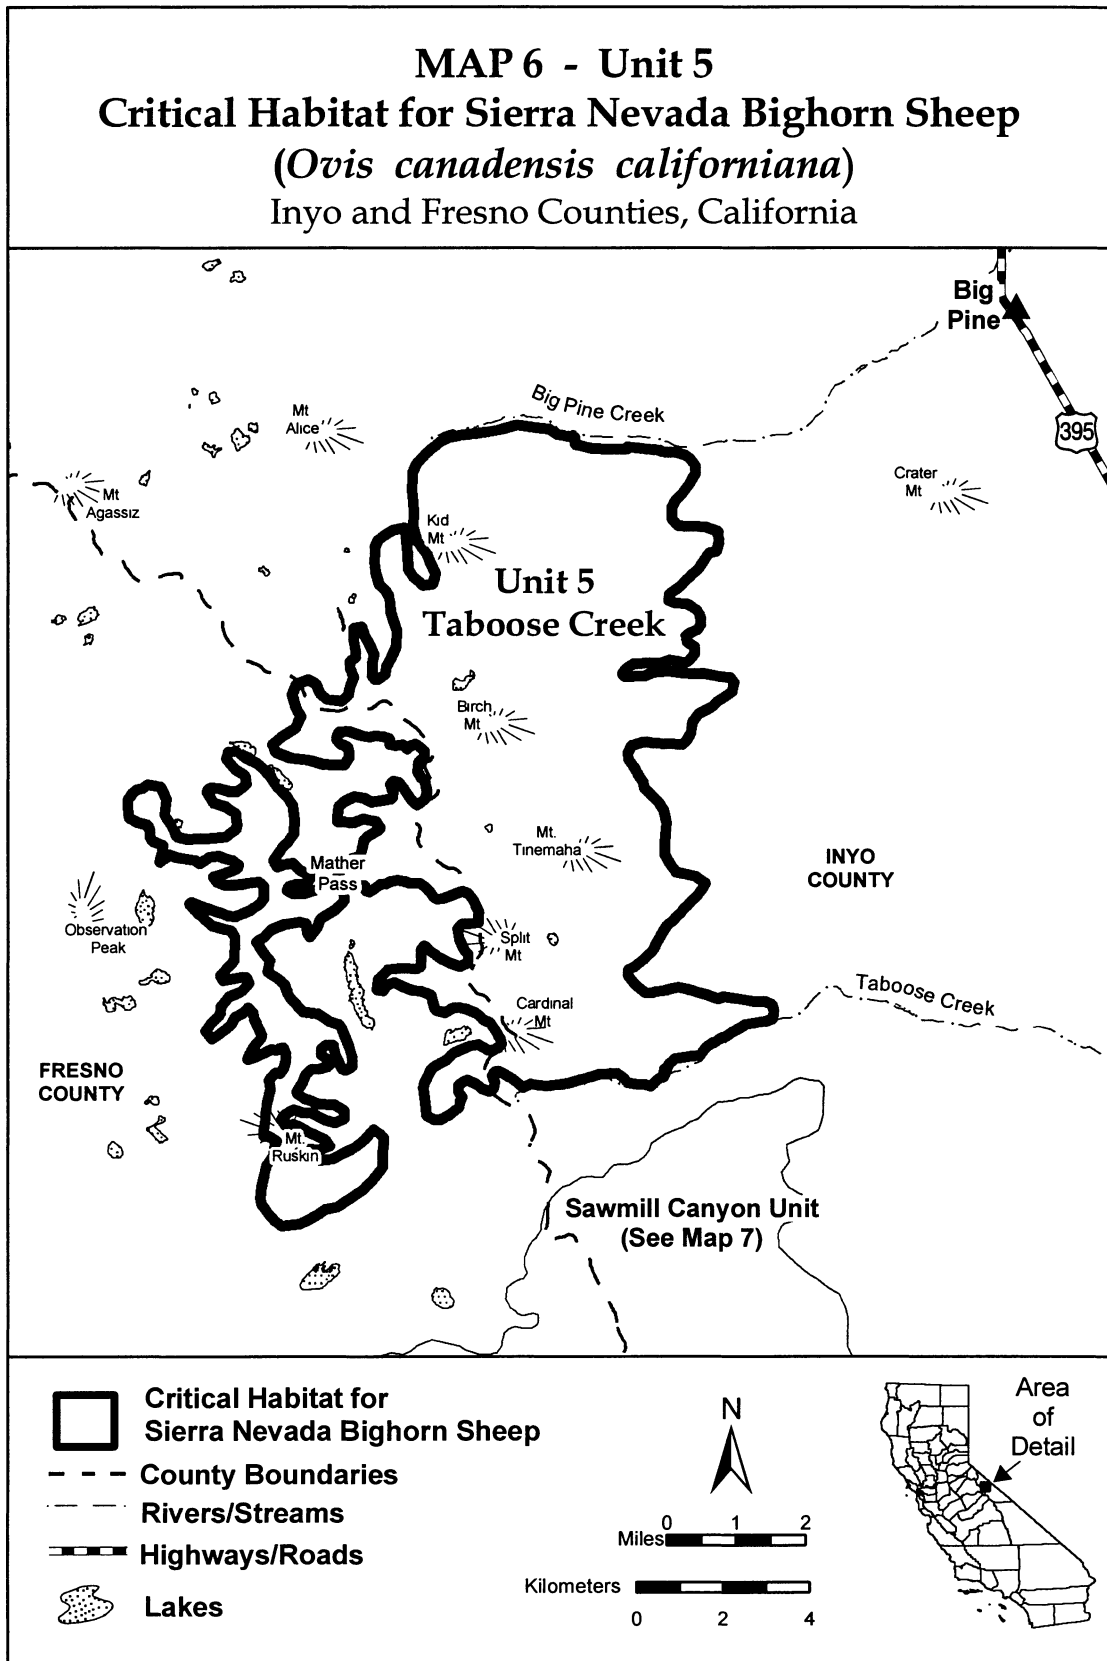 MAP 6 - Unit 5
Critical Habitat for Sierra Nevada Bighorn Sheep
(Ovis canadensis californiana)
Inyo and Fresno Counties, California
Big
Pine
395
Big Pine Creek
Mt
Alice
Crater
Mt
Mt
Agassiz
Kid
Mt
Unit 5
Taboose Creek
Birch
Mt
Mt.
Tinemaha
INYO
COUNTY
Mather
Pass
Observation
Peak
Split
Mt
Cardinal
Mt
Taboose Creek
FRESNO
COUNTY
Mt.
Ruskin
Sawmill Canyon Unit
(See Map 7)
Critical Habitat for
Sierra Nevada Bighorn Sheep
County Boundaries
Rivers/Streams
Highways/Roads
Lakes
N
0 1 2
Miles
Kilometers
0 2 4
Area
of
Detail